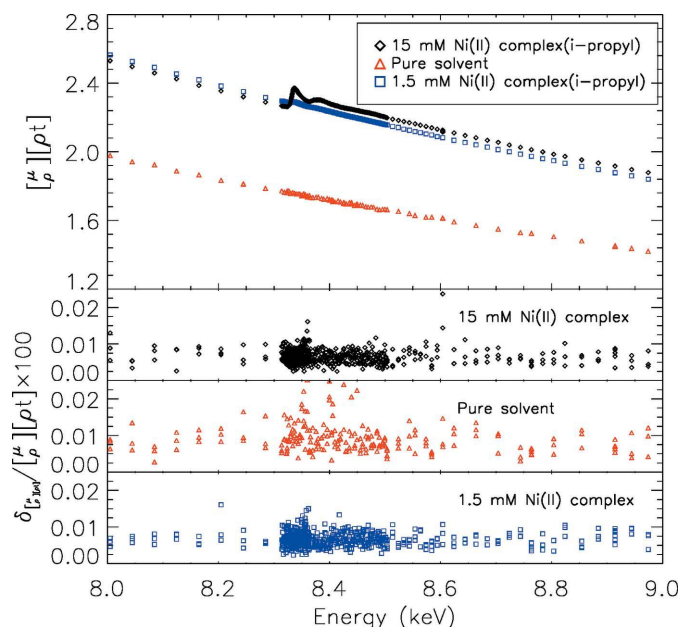 2.8
2.4
2.0
1.6
1.2
[μ/ρ][ρt]
15 mM Ni(II) complex(i-propyl)
Pure solvent
1.5 mM Ni(II) complex(i-propyl)
0.02
0.01
0.00
15 mM Ni(II) complex
0.02
0.01
0.00
Pure solvent
0.02
0.01
0.00
1.5 mM Ni(II) complex
δ[μ/ρ][ρt]/[μ/ρ][ρt]×100
8.0 8.2 8.4 8.6 8.8 9.0
Energy (keV)